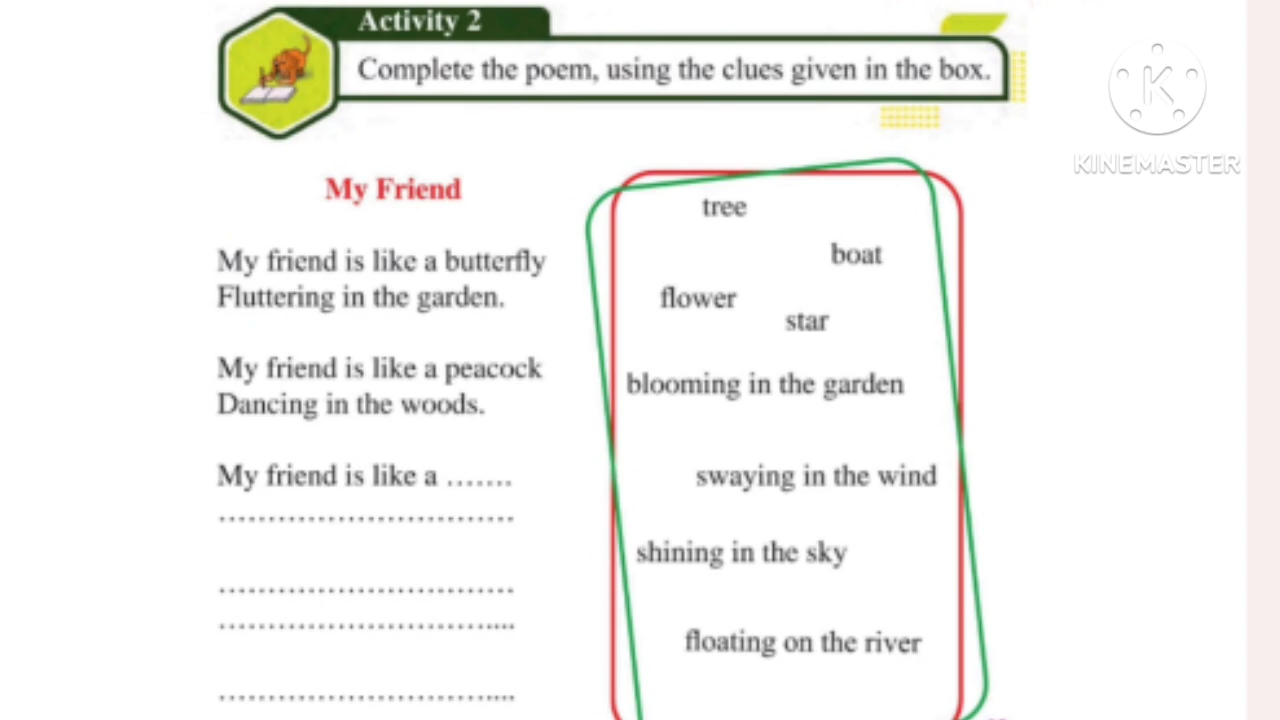 Activity 2
Complete the poem, using the clues given in the box.
KINEMASTER
My Friend
My friend is like a butterfly
Fluttering in the garden.
My friend is like a peacock
Dancing in the woods.
My friend is like a .......
..............................
..............................
..............................
..............................
tree
boat
flower
star
blooming in the garden
swaying in the wind
shining in the sky
floating on the river